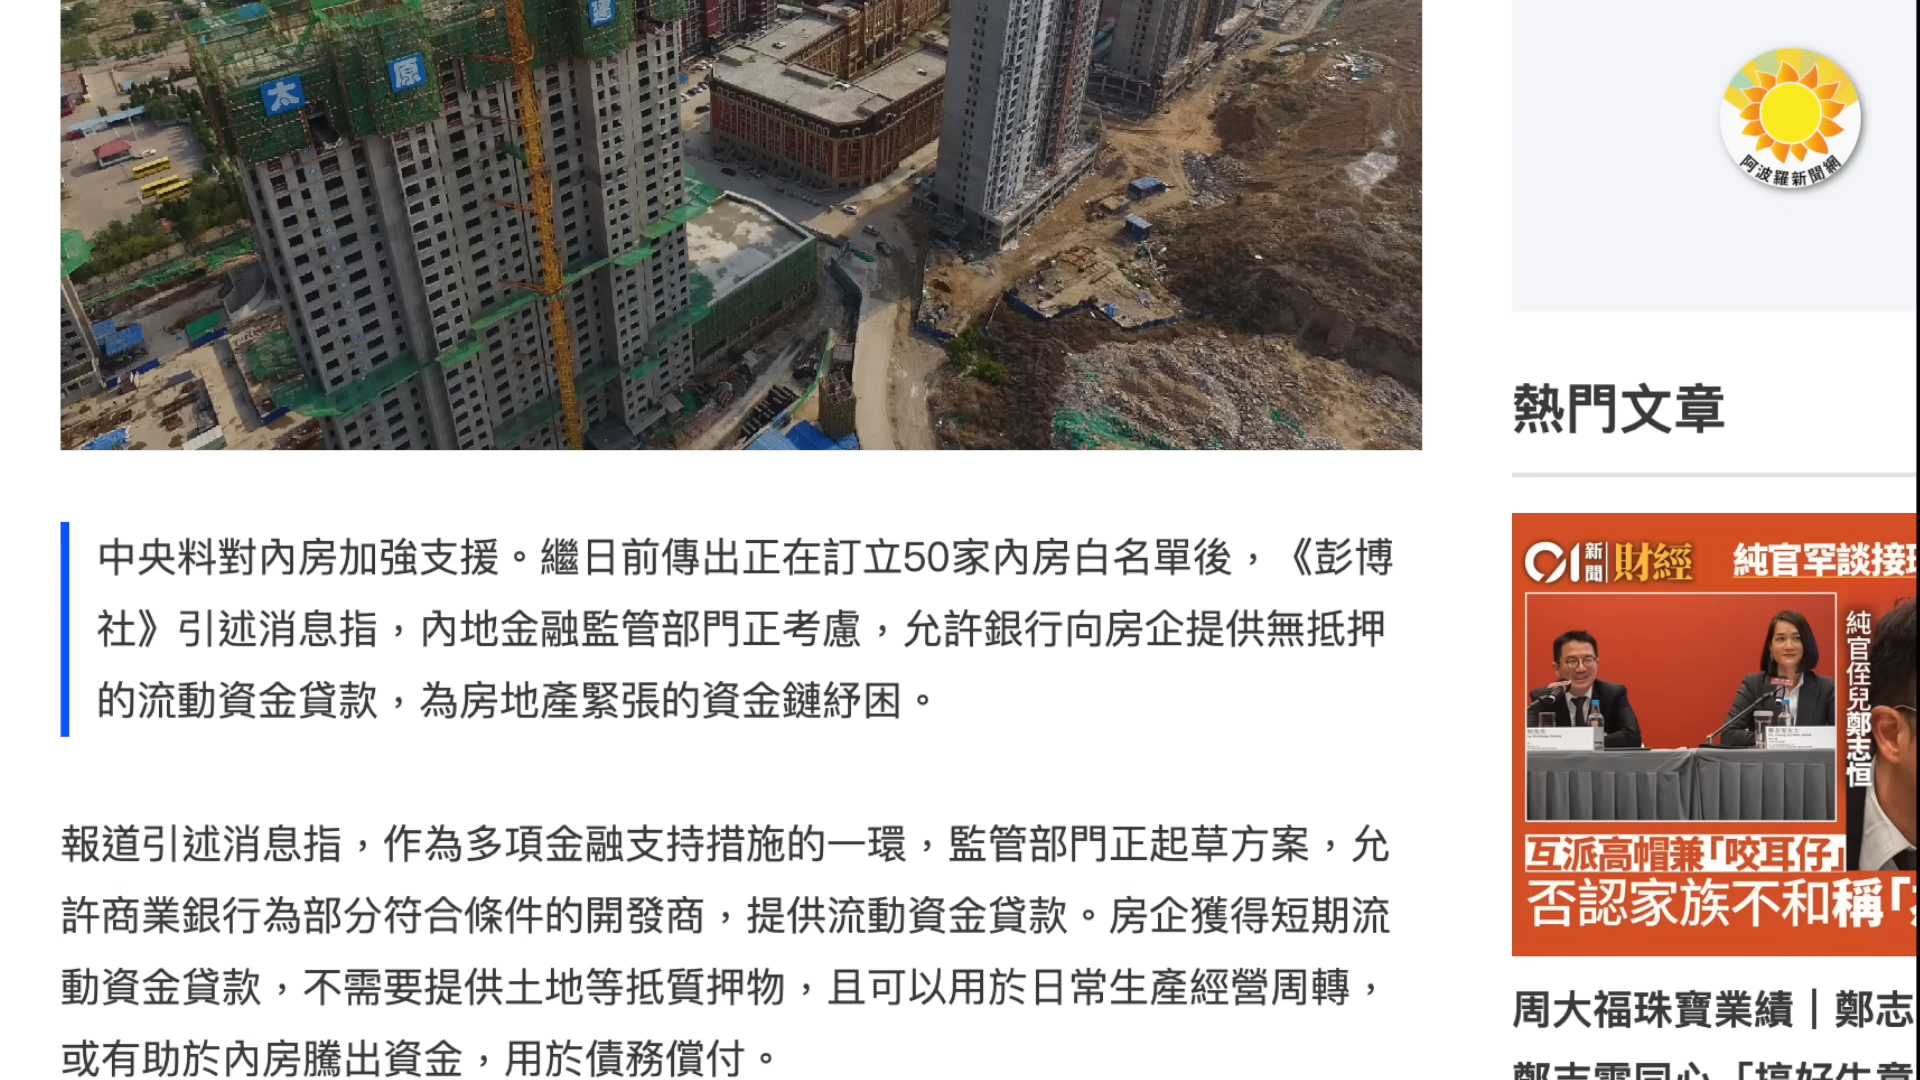 太
原
建
阿波羅新聞網
中央料對內房加強支援。繼日前傳出正在訂立50家內房白名單後，《彭博
社》引述消息指，內地金融監管部門正考慮，允許銀行向房企提供無抵押
的流動資金貸款，為房地產緊張的資金鏈紓困。
報道引述消息指，作為多項金融支持措施的一環，監管部門正起草方案，允
許商業銀行為部分符合條件的開發商，提供流動資金貸款。房企獲得短期流
動資金貸款，不需要提供土地等抵質押物，且可以用於日常生產經營周轉，
或有助於內房騰出資金，用於債務償付。
熱門文章
01新聞 財經
純官罕談接
純官侄兒鄭志恒
互派高帽兼「咬耳仔」
否認家族不和稱「
周大福珠寶業績｜鄭志
鄭志雯同心「搞好生意